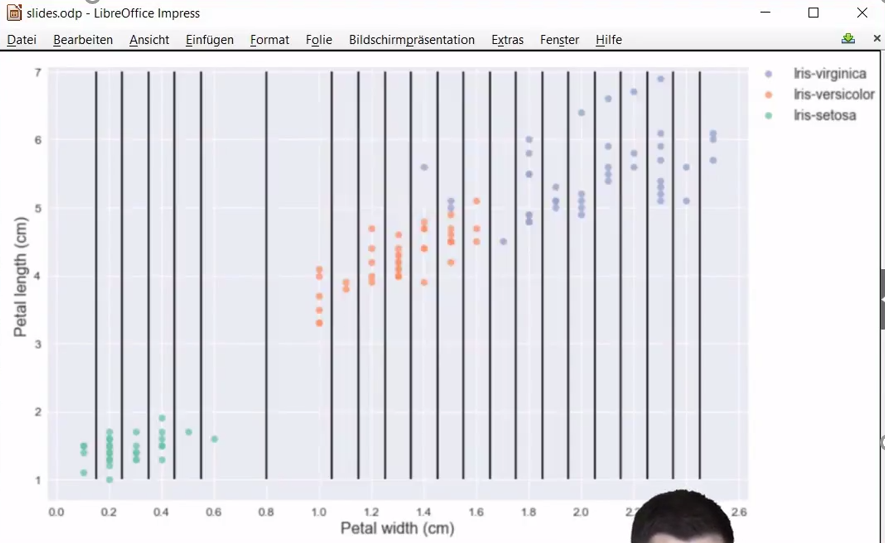 slides.odp - LibreOffice Impress
Datei Bearbeiten Ansicht Einfügen Format Folie Bildschirmpräsentation Extras Fenster Hilfe
7
6
5
4
3
2
1
Petal length (cm)
Iris-virginica
Iris-versicolor
Iris-setosa
0.0 0.2 0.4 0.6 0.8 1.0 1.2 1.4 1.6 1.8 2.0 2.6
Petal width (cm)